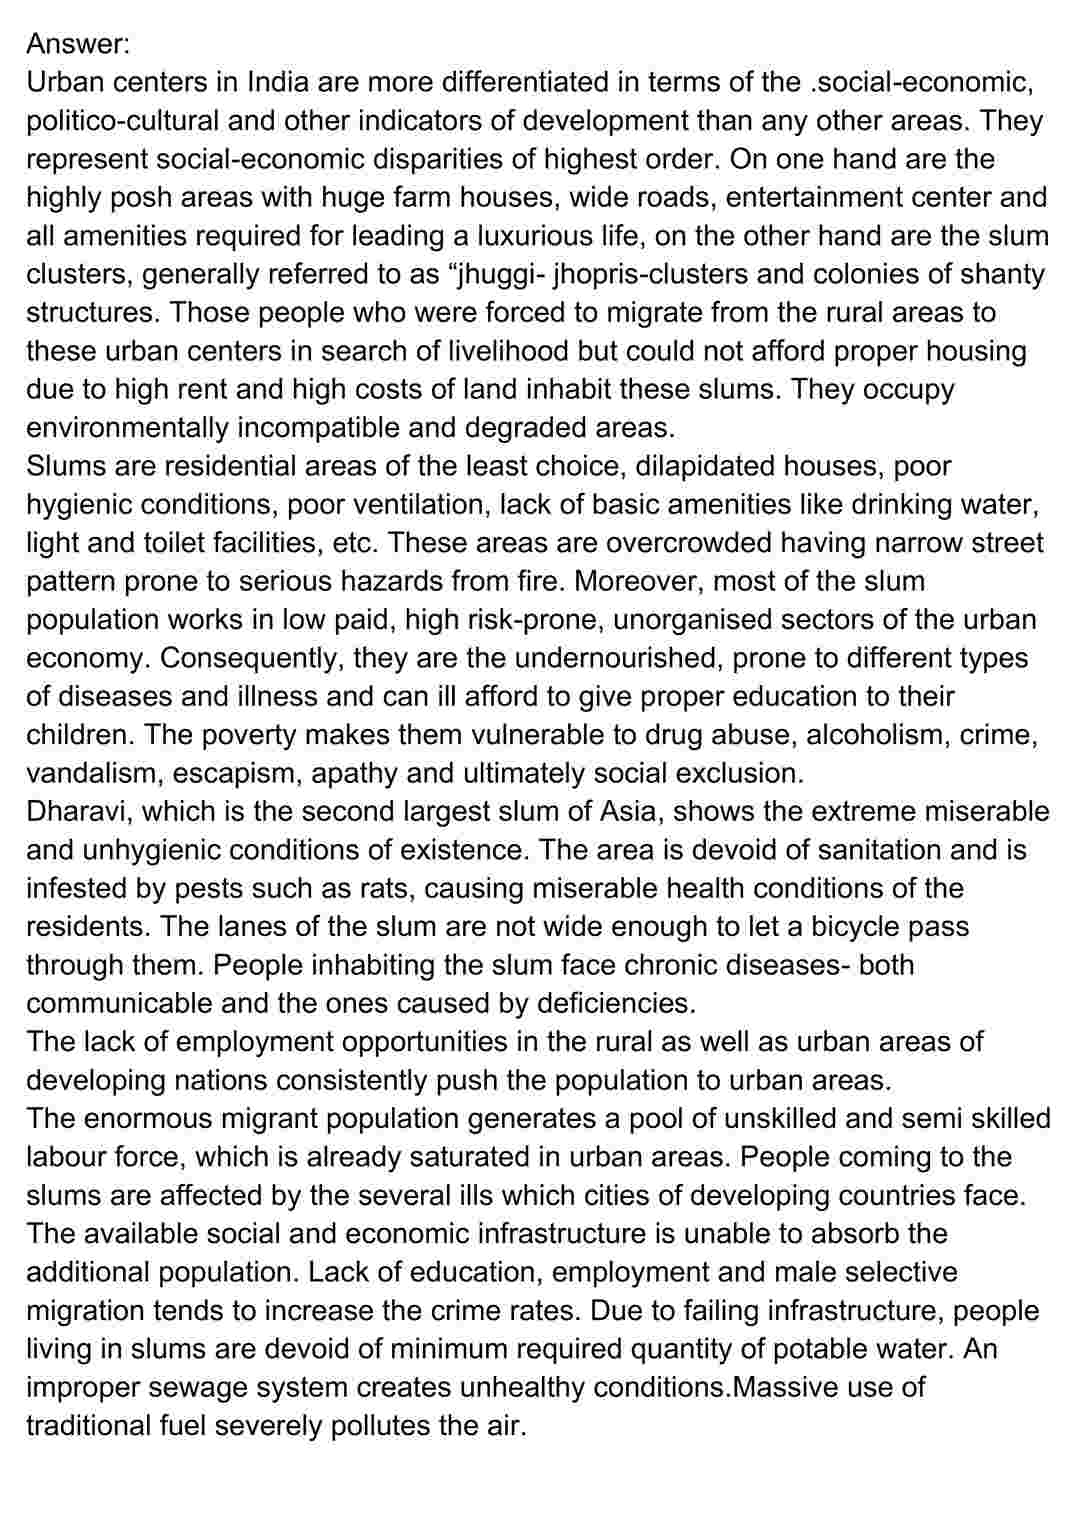 Answer:
Urban centers in India are more differentiated in terms of the .social-economic,
politico-cultural and other indicators of development than any other areas. They
represent social-economic disparities of highest order. On one hand are the
highly posh areas with huge farm houses, wide roads, entertainment center and
all amenities required for leading a luxurious life, on the other hand are the slum
clusters, generally referred to as “jhuggi- jhopris-clusters and colonies of shanty
structures. Those people who were forced to migrate from the rural areas to
these urban centers in search of livelihood but could not afford proper housing
due to high rent and high costs of land inhabit these slums. They occupy
environmentally incompatible and degraded areas.
Slums are residential areas of the least choice, dilapidated houses, poor
hygienic conditions, poor ventilation, lack of basic amenities like drinking water,
light and toilet facilities, etc. These areas are overcrowded having narrow street
pattern prone to serious hazards from fire. Moreover, most of the slum
population works in low paid, high risk-prone, unorganised sectors of the urban
economy. Consequently, they are the undernourished, prone to different types
of diseases and illness and can ill afford to give proper education to their
children. The poverty makes them vulnerable to drug abuse, alcoholism, crime,
vandalism, escapism, apathy and ultimately social exclusion.
Dharavi, which is the second largest slum of Asia, shows the extreme miserable
and unhygienic conditions of existence. The area is devoid of sanitation and is
infested by pests such as rats, causing miserable health conditions of the
residents. The lanes of the slum are not wide enough to let a bicycle pass
through them. People inhabiting the slum face chronic diseases- both
communicable and the ones caused by deficiencies.
The lack of employment opportunities in the rural as well as urban areas of
developing nations consistently push the population to urban areas.
The enormous migrant population generates a pool of unskilled and semi skilled
labour force, which is already saturated in urban areas. People coming to the
slums are affected by the several ills which cities of developing countries face.
The available social and economic infrastructure is unable to absorb the
additional population. Lack of education, employment and male selective
migration tends to increase the crime rates. Due to failing infrastructure, people
living in slums are devoid of minimum required quantity of potable water. An
improper sewage system creates unhealthy conditions.Massive use of
traditional fuel severely pollutes the air.